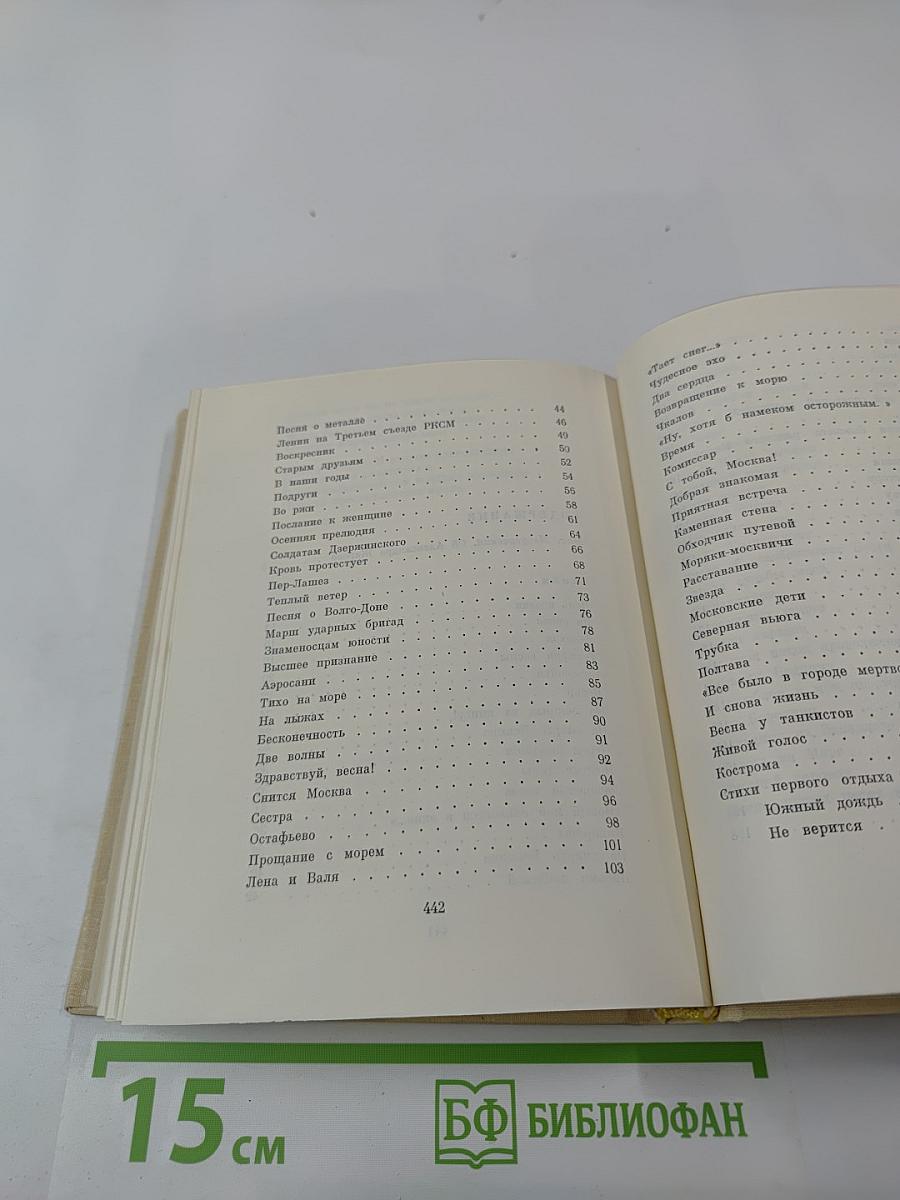 Песня о металле . . . . . . . . . . . . 44
Ленин на Третьем съезде РКСМ . . . . . . 46
Воскресник . . . . . . . . . . . . 49
Старым друзьям . . . . . . . . . . . . 50
В наши годы . . . . . . . . . . . . 52
Подруги . . . . . . . . . . . . 54
Во ржи . . . . . . . . . . . . 56
Послание к женщине . . . . . . . . . . 58
Осенняя прелюдия . . . . . . . . . . 61
Солдатам Дзержинского . . . . . . . . . . 64
Кровь протестует . . . . . . . . . . 66
Пер-Лашез . . . . . . . . . . . . 68
Теплый ветер . . . . . . . . . . . . 71
Песня о Волго-Доне . . . . . . . . . . 73
Марш ударных бригад . . . . . . . . . . 76
Знаменосцам юности . . . . . . . . . . 78
Высшее признание . . . . . . . . . . 81
Аэросани . . . . . . . . . . . . 83
Тихо на море . . . . . . . . . . . . 85
На лыжах . . . . . . . . . . . . 87
Бесконечность . . . . . . . . . . . . 90
Две волны . . . . . . . . . . . . 91
Здравствуй, весна! . . . . . . . . . . 92
Снится Москва . . . . . . . . . . 94
Сестра . . . . . . . . . . . . 96
Остафьево . . . . . . . . . . . . 98
Прощание с морем . . . . . . . . . . 101
Лена и Валя . . . . . . . . . . . . 103
442
«Тает снег...» . . . . . . . .
Чудесное эхо . . . . . . . .
Два сердца . . . . . . . .
Возвращение к морю . . . . . .
Чкалов . . . . . . . .
«Ну, хотя б намеком осторожным. »
Время . . . . . . . .
Комиссар . . . . . . . .
С тобой, Москва! . . . . . .
Добрая знакомая . . . . . .
Приятная встреча . . . . . .
Каменная стена . . . . . .
Обходчик путевой . . . . . .
Моряки-москвичи . . . . . .
Расставание . . . . . .
Звезда . . . . . . . .
Московские дети . . . . . .
Северная вьюга . . . . . .
Трубка . . . . . . . .
Полтава . . . . . . . .
«Все было в городе мертво
И снова жизнь . . . . .
Весна у танкистов . . .
Живой голос . . . . .
Кострома . . . . .
Стихи первого отдыха
Южный дождь .
Не верится . .
15 см
БФ БИБЛИОФАН